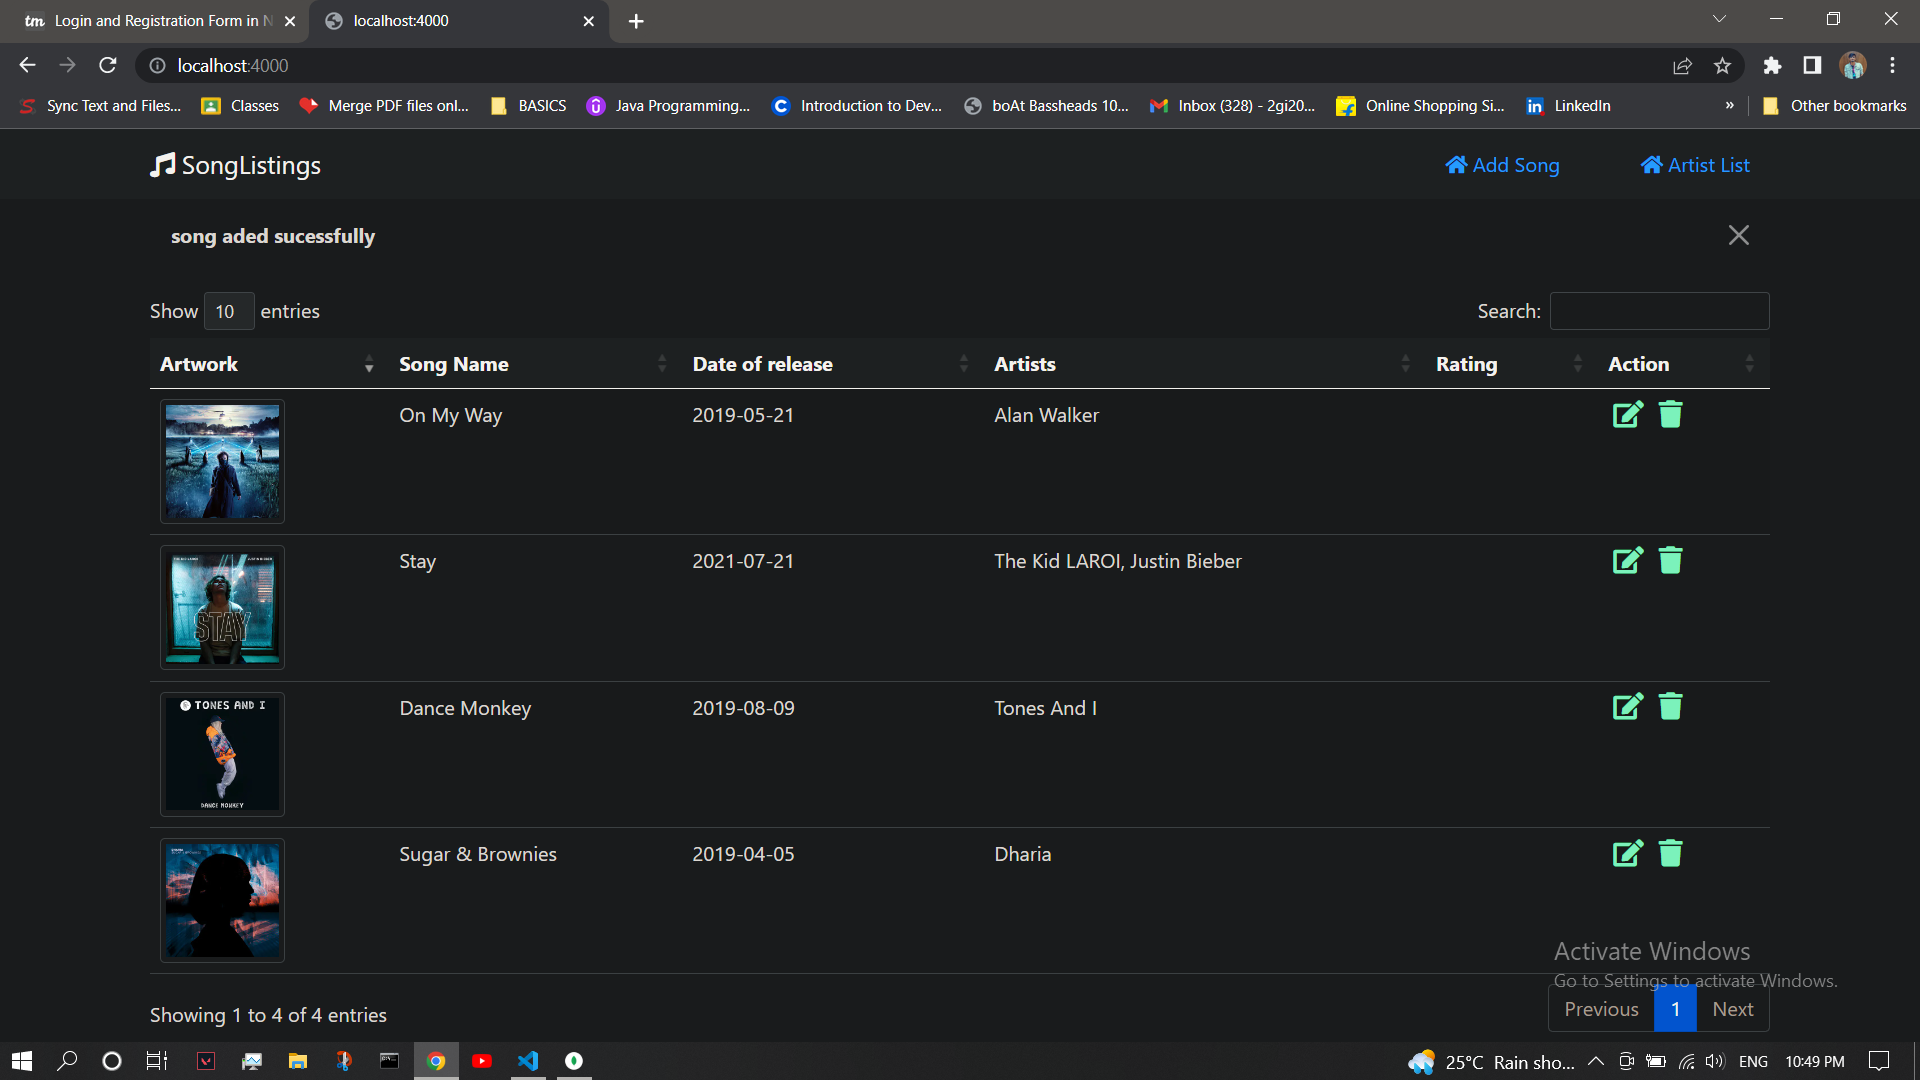 tm Login and Registration Form in N
localhost:4000
localhost:4000
Sync Text and Files...
Classes
Merge PDF files onl...
BASICS
Java Programming...
Introduction to Dev...
boAt Bassheads 10...
Inbox (328) - 2gi20...
Online Shopping Si...
LinkedIn
»
Other bookmarks
SongListings
Add Song
Artist List
song aded sucessfully
Show 10 entries
Search:
Artwork Song Name Date of release Artists Rating Action
On My Way 2019-05-21 Alan Walker
Stay 2021-07-21 The Kid LAROI, Justin Bieber
STAY
TONES AND I
Dance Monkey 2019-08-09 Tones And I
DANCE MONKEY
Sugar & Brownies 2019-04-05 Dharia
Activate Windows
Go to Settings to activate Windows.
Showing 1 to 4 of 4 entries
Previous 1 Next
25°C Rain sho...
ENG
10:49 PM